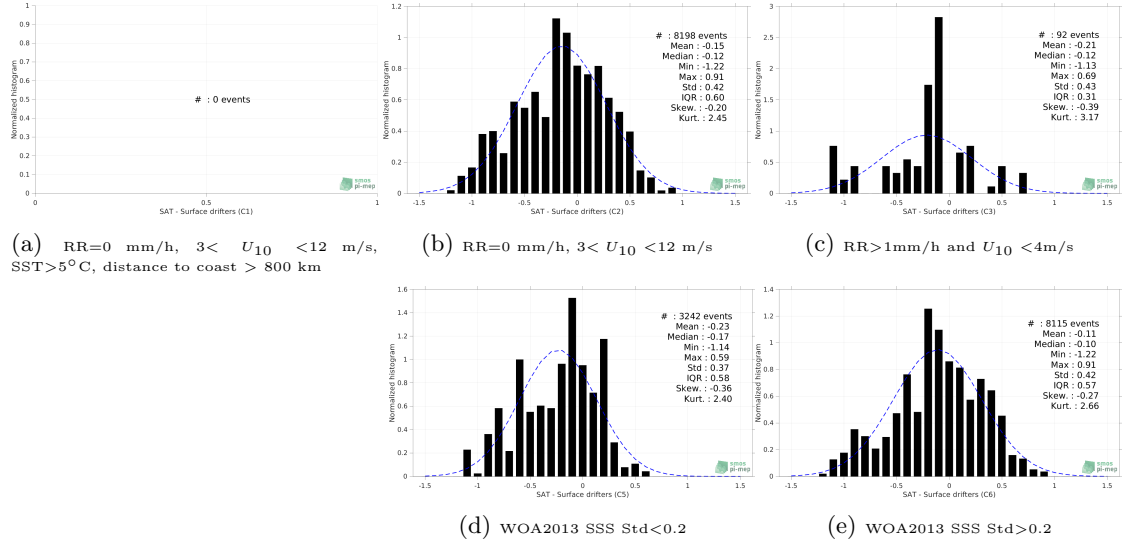 1
0.9
0.8
0.7
0.6
0.5
0.4
0.3
0.2
0.1
0
Normalized histogram
# : 0 events
smos
pi-mep
0 0.5 1
SAT - Surface drifters (C1)
(a) RR=0 mm/h, 3< U10 <12 m/s,
SST>5°C, distance to coast > 800 km
1.2
1
0.8
0.6
0.4
0.2
0
Normalized histogram
# : 8198 events
Mean : -0.15
Median : -0.12
Min : -1.22
Max : 0.91
Std : 0.42
IQR : 0.60
Skew. : -0.20
Kurt. : 2.45
smos
pi-mep
-1.5 -1 -0.5 0 0.5 1 1.5
SAT - Surface drifters (C2)
(b) RR=0 mm/h, 3< U10 <12 m/s
3
2.5
2
1.5
1
0.5
0
Normalized histogram
# : 92 events
Mean : -0.21
Median : -0.12
Min : -1.13
Max : 0.69
Std : 0.43
IQR : 0.31
Skew. : -0.39
Kurt. : 3.17
smos
pi-mep
-1.5 -1 -0.5 0 0.5 1 1.5
SAT - Surface drifters (C3)
(c) RR>1mm/h and U10 <4m/s
1.6
1.4
1.2
1
0.8
0.6
0.4
0.2
0
Normalized histogram
# : 3242 events
Mean : -0.23
Median : -0.17
Min : -1.14
Max : 0.59
Std : 0.37
IQR : 0.58
Skew. : -0.36
Kurt. : 2.40
smos
pi-mep
-1.5 -1 -0.5 0 0.5 1 1.5
SAT - Surface drifters (C5)
(d) WOA2013 SSS Std<0.2
1.4
1.2
1
0.8
0.6
0.4
0.2
0
Normalized histogram
# : 8115 events
Mean : -0.11
Median : -0.10
Min : -1.22
Max : 0.91
Std : 0.42
IQR : 0.57
Skew. : -0.27
Kurt. : 2.66
smos
pi-mep
-1.5 -1 -0.5 0 0.5 1 1.5
SAT - Surface drifters (C6)
(e) WOA2013 SSS Std>0.2